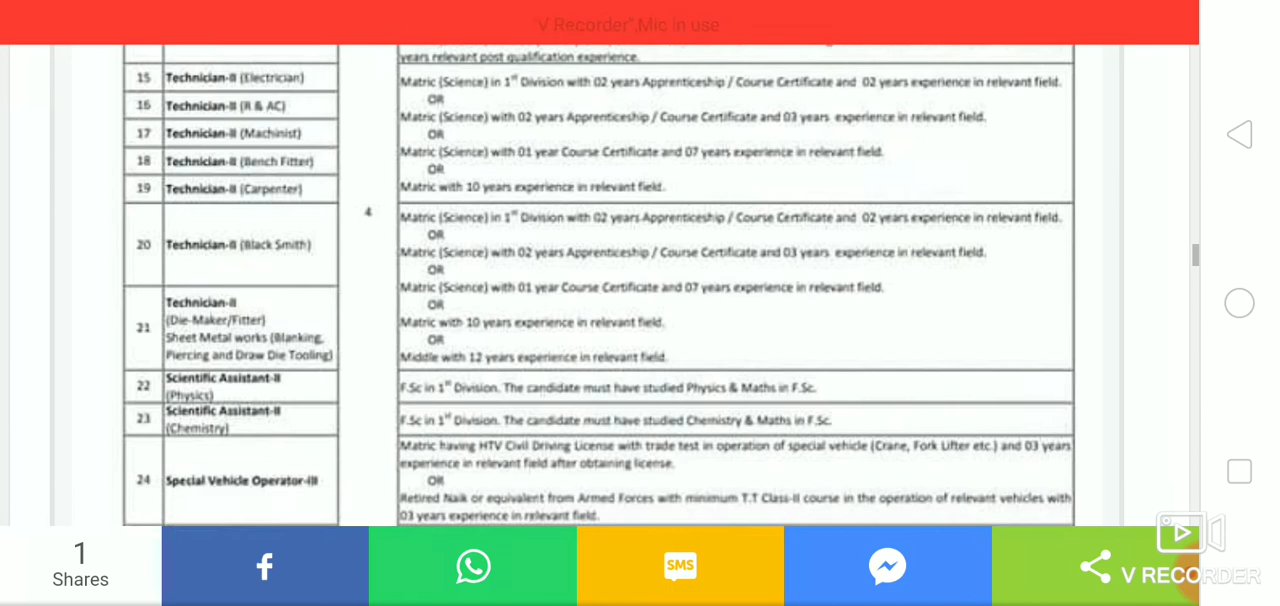 V Recorder",Mic in use
years relevant post qualification experience.
15 Technician-II (Electrician)
16 Technician-II (R & AC)
17 Technician-II (Machinist)
18 Technician-II (Bench Fitter)
19 Technician-II (Carpenter)
Matric (Science) in 1st Division with 02 years Apprenticeship / Course Certificate and 02 years experience in relevant field.
OR
Matric (Science) with 02 years Apprenticeship / Course Certificate and 03 years experience in relevant field.
OR
Matric (Science) with 01 year Course Certificate and 07 years experience in relevant field.
OR
Matric with 10 years experience in relevant field.
4
20 Technician-II (Black Smith)
21 Technician-II
(Die-Maker/Fitter)
Sheet Metal works (Blanking,
Piercing and Draw Die Tooling)
Matric (Science) in 1st Division with 02 years Apprenticeship / Course Certificate and 02 years experience in relevant field.
OR
Matric (Science) with 02 years Apprenticeship / Course Certificate and 03 years experience in relevant field.
OR
Matric (Science) with 01 year Course Certificate and 07 years experience in relevant field.
OR
Matric with 10 years experience in relevant field.
OR
Middle with 12 years experience in relevant field.
22 Scientific Assistant-II
(Physics)
F.Sc in 1st Division. The candidate must have studied Physics & Maths in F.Sc.
23 Scientific Assistant-II
(Chemistry)
F.Sc in 1st Division. The candidate must have studied Chemistry & Maths in F.Sc.
24 Special Vehicle Operator-III
Matric having HTV Civil Driving License with trade test in operation of special vehicle (Crane, Fork Lifter etc.) and 03 years
experience in relevant field after obtaining license.
OR
Retired Naik or equivalent from Armed Forces with minimum T.T Class-II course in the operation of relevant vehicles with
03 years experience in relevant field.
1
Shares
SMS
V RECORDER